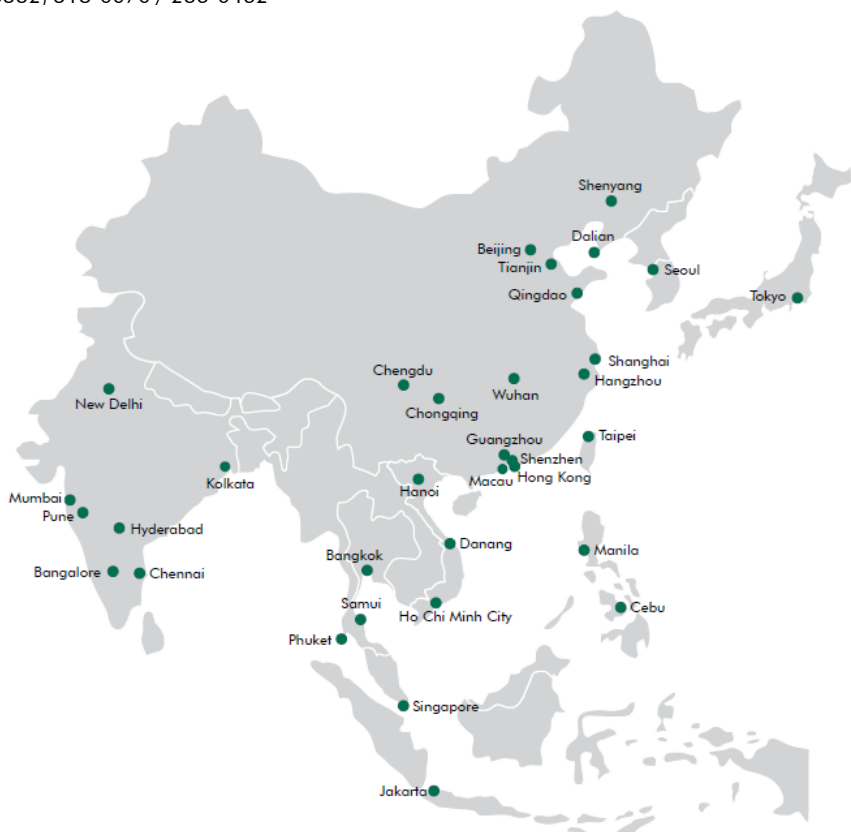 Shenyang
Dalian
Beijing
Tianjin
Seoul
Qingdao
Tokyo
Shanghai
Chengdu
Hangzhou
Wuhan
New Delhi
Chongqing
Guangzhou
Taipei
Shenzhen
Kolkata
Macau
Hong Kong
Hanoi
Mumbai
Pune
Hyderabad
Danang
Manila
Bangkok
Bangalore
Chennai
Samui
Cebu
Ho Chi Minh City
Phuket
Singapore
Jakarta